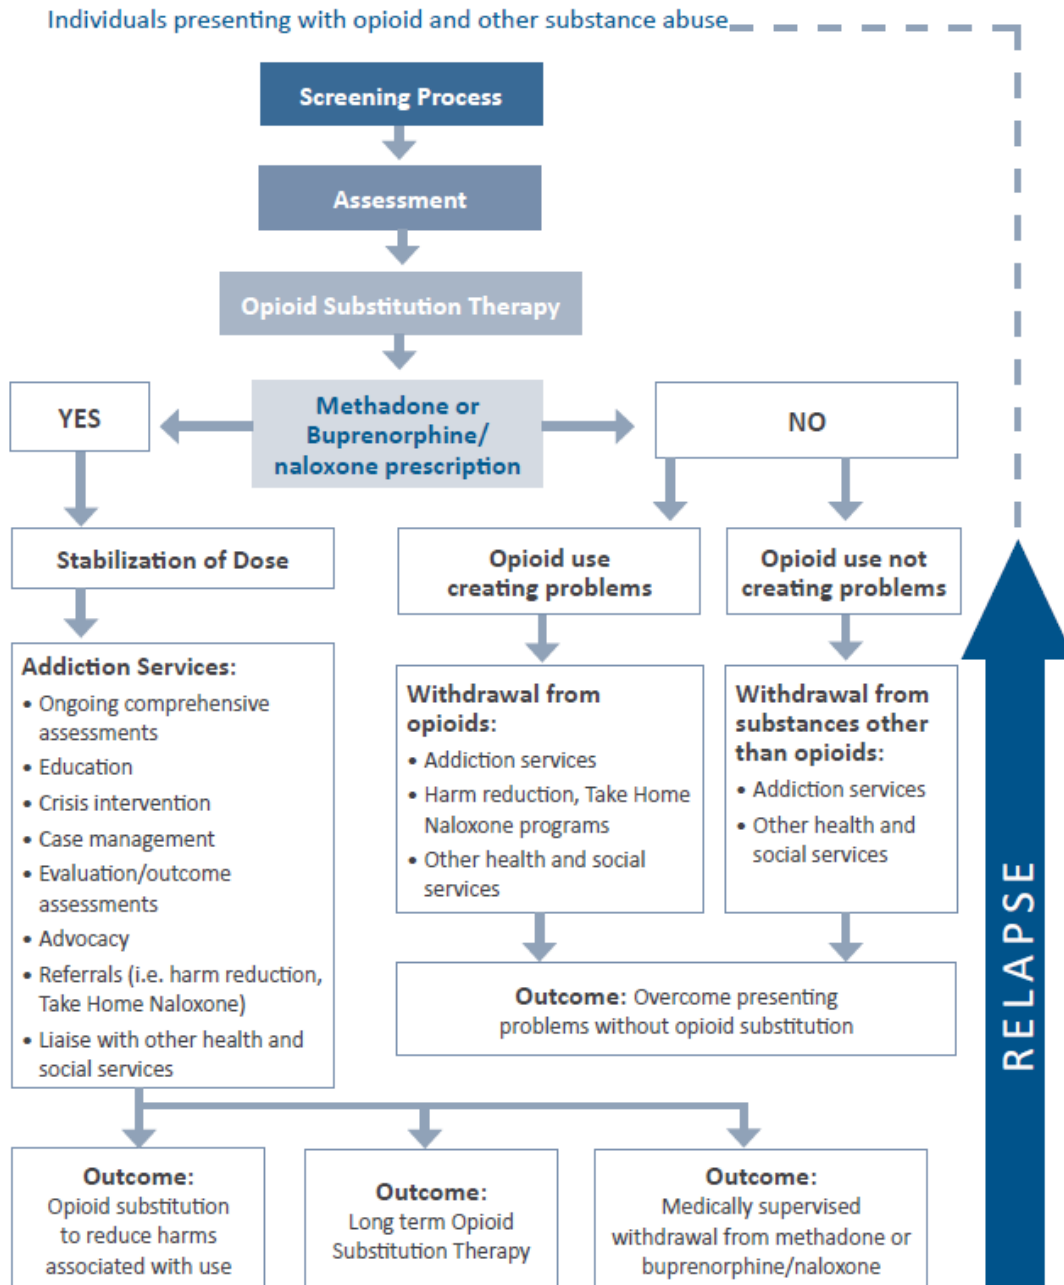 Individuals presenting with opioid and other substance abuse
Screening Process
Assessment
Opioid Substitution Therapy
Methadone or
Buprenorphine/
naloxone prescription
YES
NO
Stabilization of Dose
Opioid use
creating problems
Opioid use not
creating problems
Addiction Services:
• Ongoing comprehensive
assessments
• Education
• Crisis intervention
• Case management
• Evaluation/outcome
assessments
• Advocacy
• Referrals (i.e. harm reduction,
Take Home Naloxone)
• Liaise with other health and
social services
Withdrawal from
opioids:
• Addiction services
• Harm reduction, Take Home
Naloxone programs
• Other health and social
services
Withdrawal from
substances other
than opioids:
• Addiction services
• Other health and
social services
Outcome: Overcome presenting
problems without opioid substitution
Outcome:
Opioid substitution
to reduce harms
associated with use
Outcome:
Long term Opioid
Substitution Therapy
Outcome:
Medically supervised
withdrawal from methadone or
buprenorphine/naloxone
RELAPSE